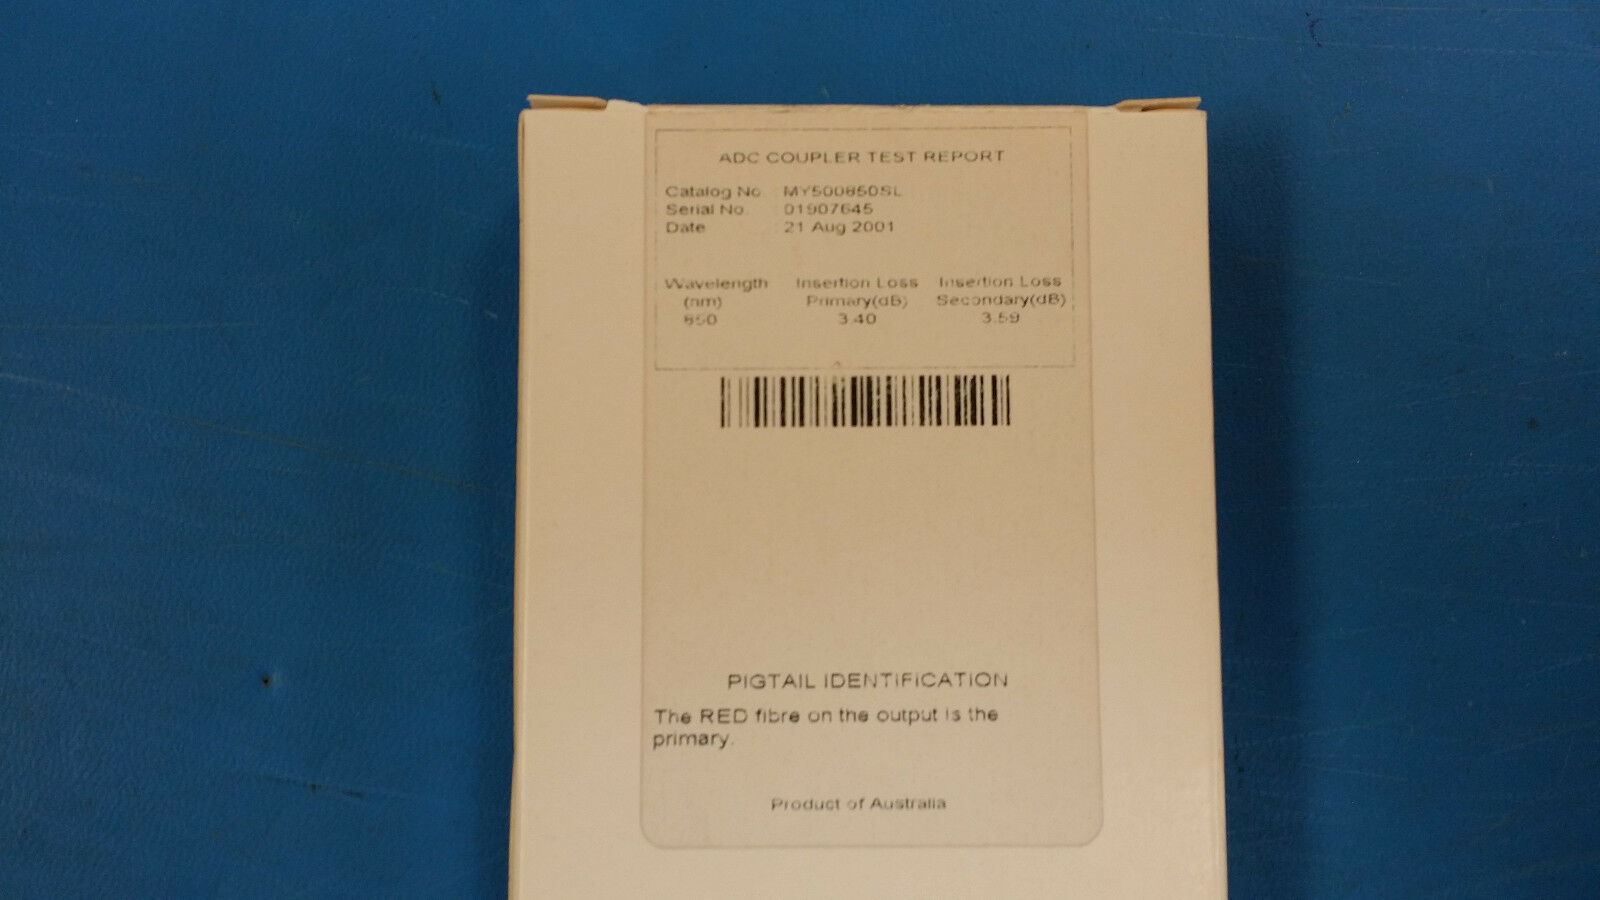 ADC COUPLER TEST REPORT
Catalog No. : MY500850SL
Serial No. : 01907645
Date : 21 Aug 2001
Wavelength Insertion Loss Insertion Loss
(nm) Primary(dB) Secondary(dB)
850 3.40 3.59
PIGTAIL IDENTIFICATION
The RED fibre on the output is the
primary.
Product of Australia